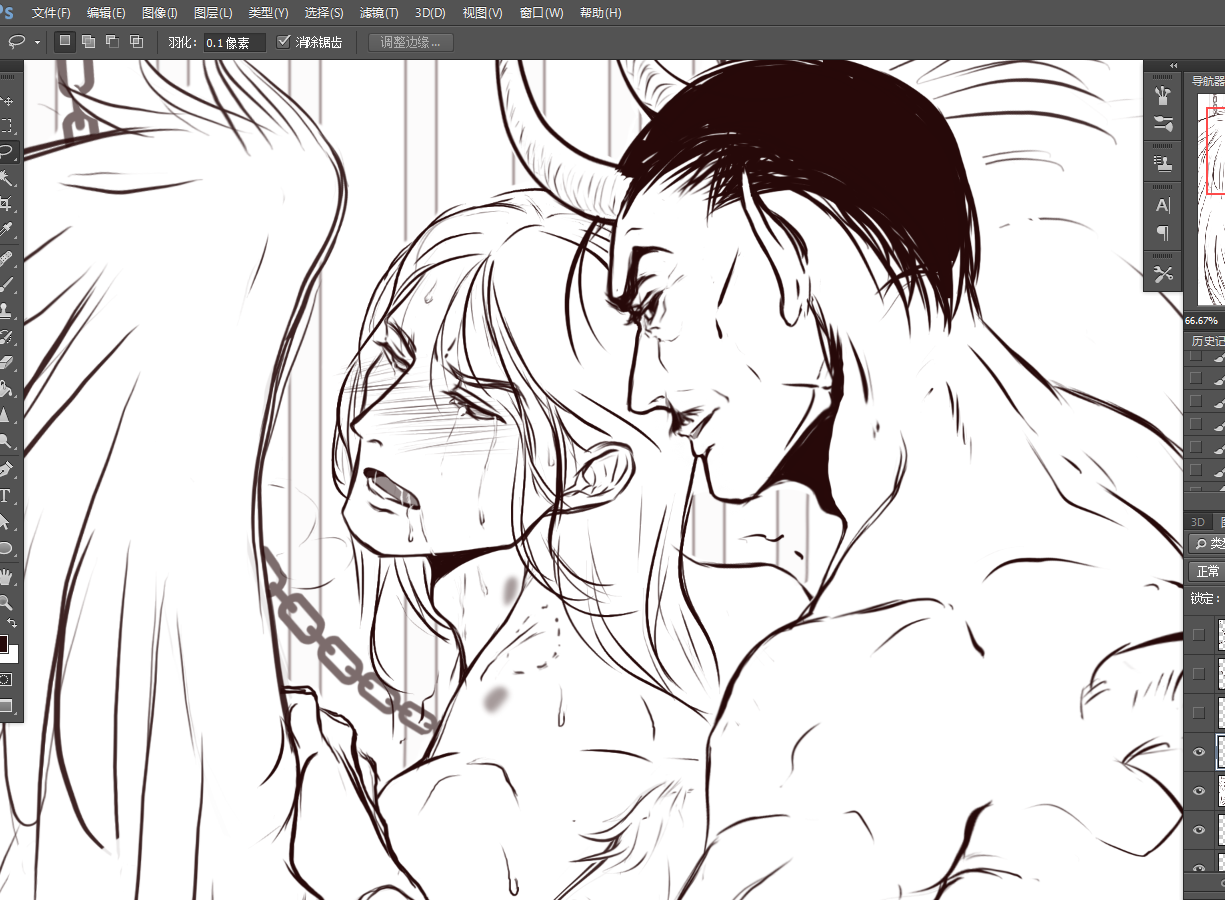 PS 文件(F) 编辑(E) 图像(I) 图层(L) 类型(Y) 选择(S) 滤镜(T) 3D(D) 视图(V) 窗口(W) 帮助(H)
羽化: 0.1 像素 消除锯齿 调整边缘...
导航器
66.67%
历史记
3D
类
正常
锁定: